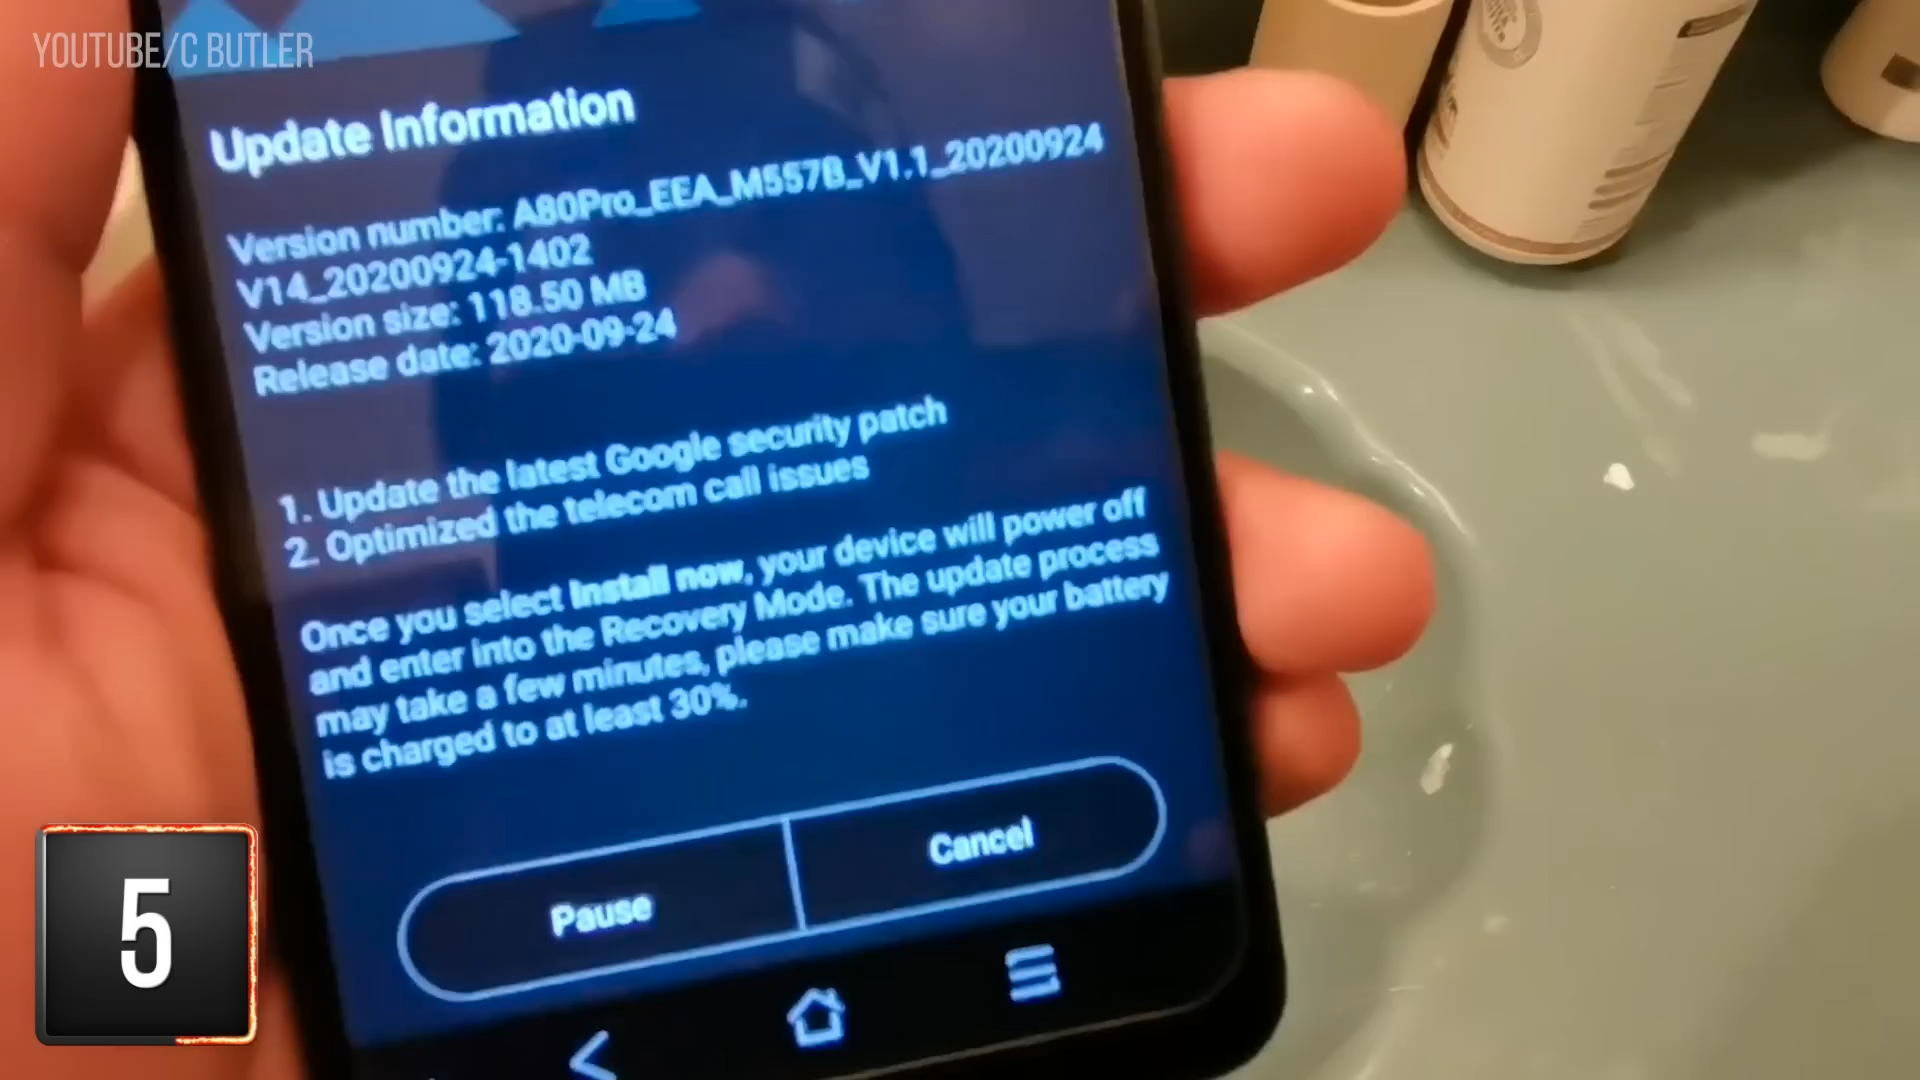 YOUTUBE/C BUTLER
Update Information
Version number: A80Pro_EEA_M557B_V1.1_20200924
V14_20200924-1402
Version size: 118.50 MB
Release date: 2020-09-24
1. Update the latest Google security patch
2. Optimized the telecom call issues
Once you select Install now, your device will power off
and enter into the Recovery Mode. The update process
may take a few minutes, please make sure your battery
is charged to at least 30%.
Pause
Cancel
5